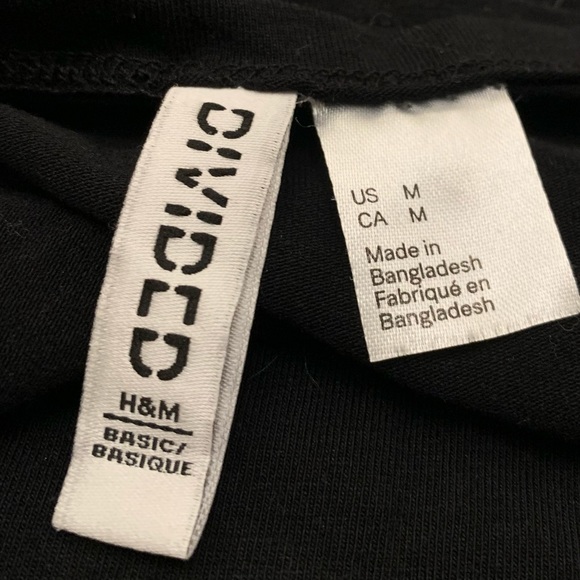 DIVIDED
H&M
BASIC/
BASIQUE
US M
CA M
Made in
Bangladesh
Fabriqué en
Bangladesh